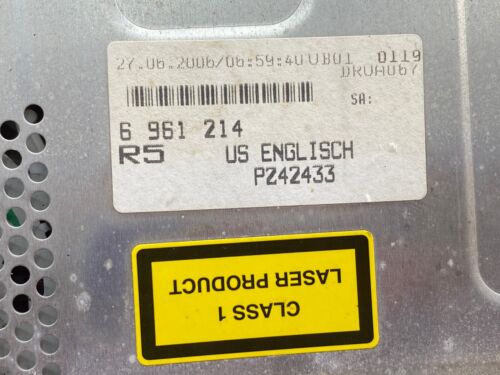 27.06.2006/06:59:40 UB01 0119
DRUA067
SA:
6 961 214
R5 US ENGLISCH
P242433
CLASS 1
LASER PRODUCT